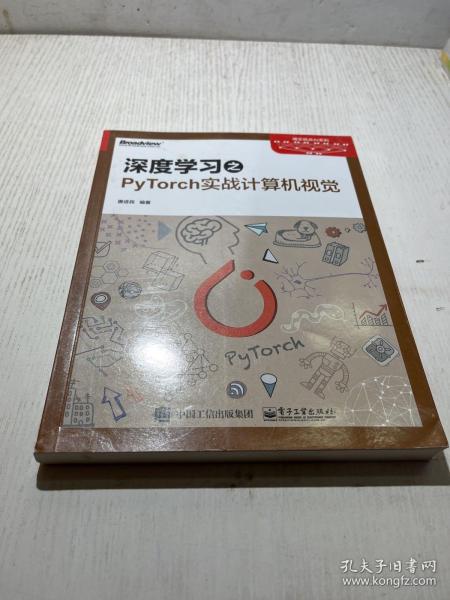 Broadview
深度学习之
PyTorch实战计算机视觉
唐进民 编著
PyTorch
中国工信出版集团
电子工业出版社
孔夫子旧书网
www.kongfz.com